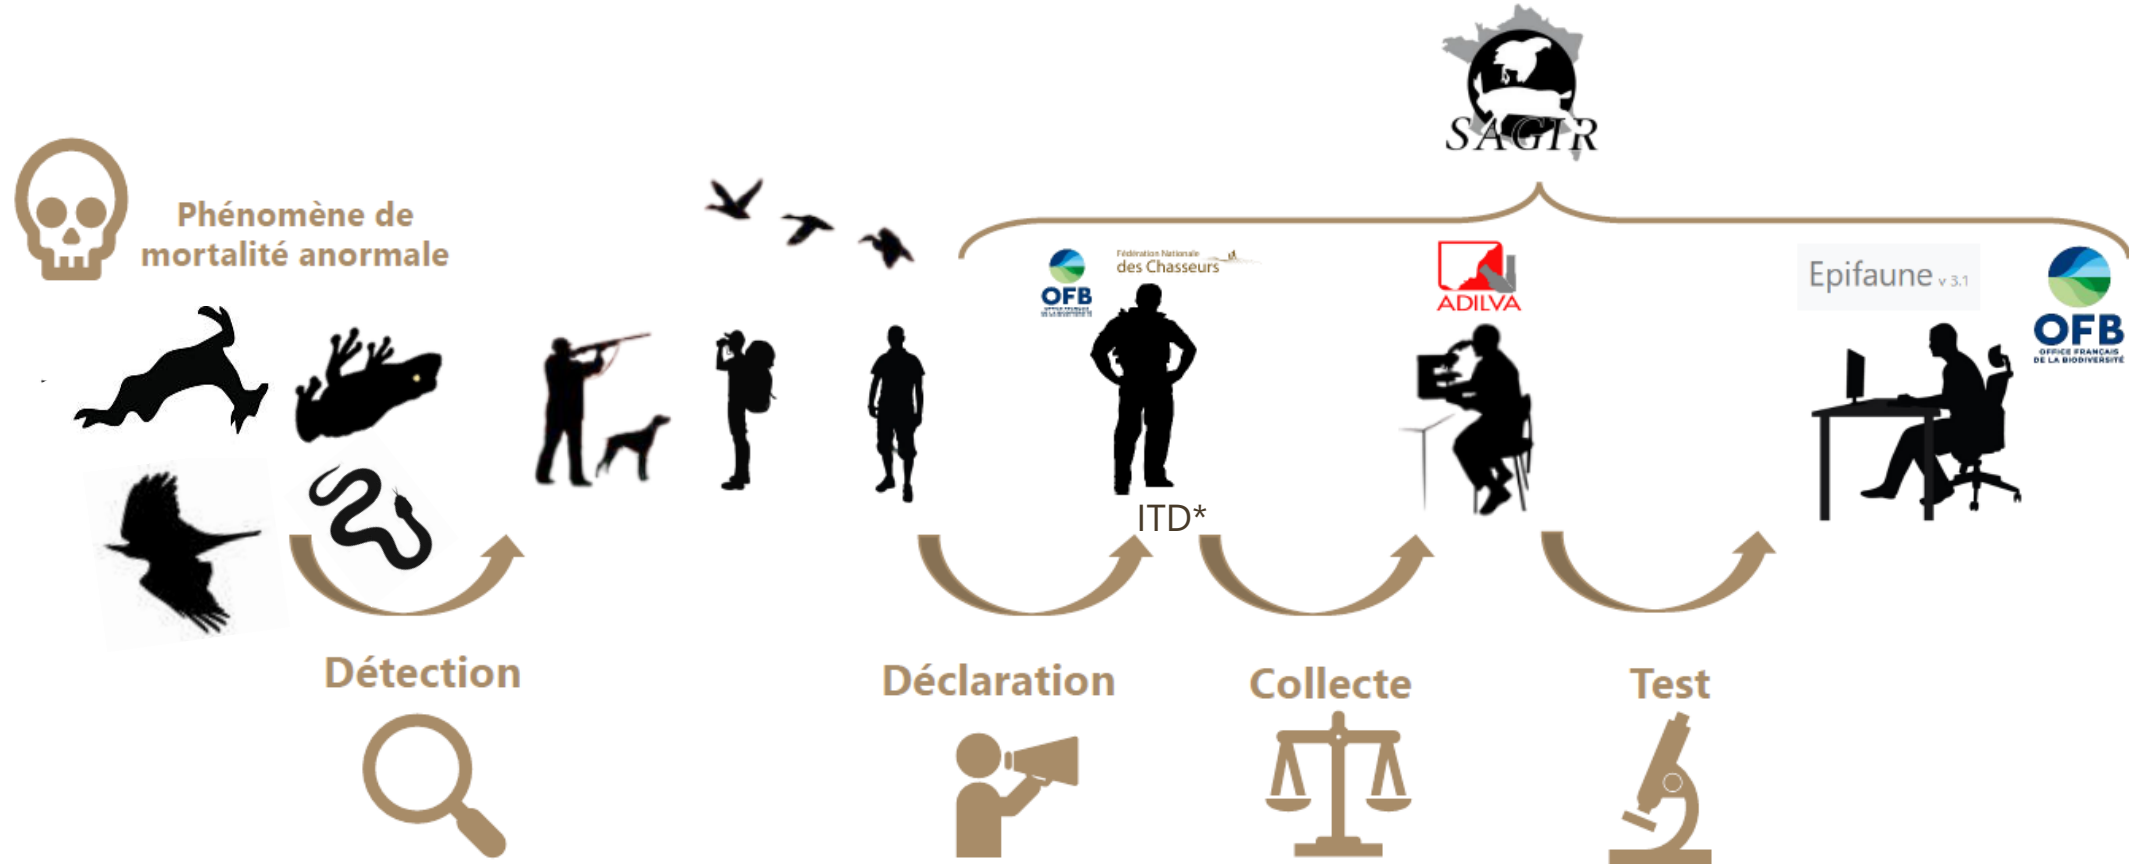 SAGIR
Phénomène de
mortalité anormale
OFB
Fédération Nationale
des Chasseurs
ADILVA
Epifaune v 3.1
OFB
OFFICE FRANÇAIS
DE LA BIODIVERSITÉ
ITD*
Détection
Déclaration
Collecte
Test